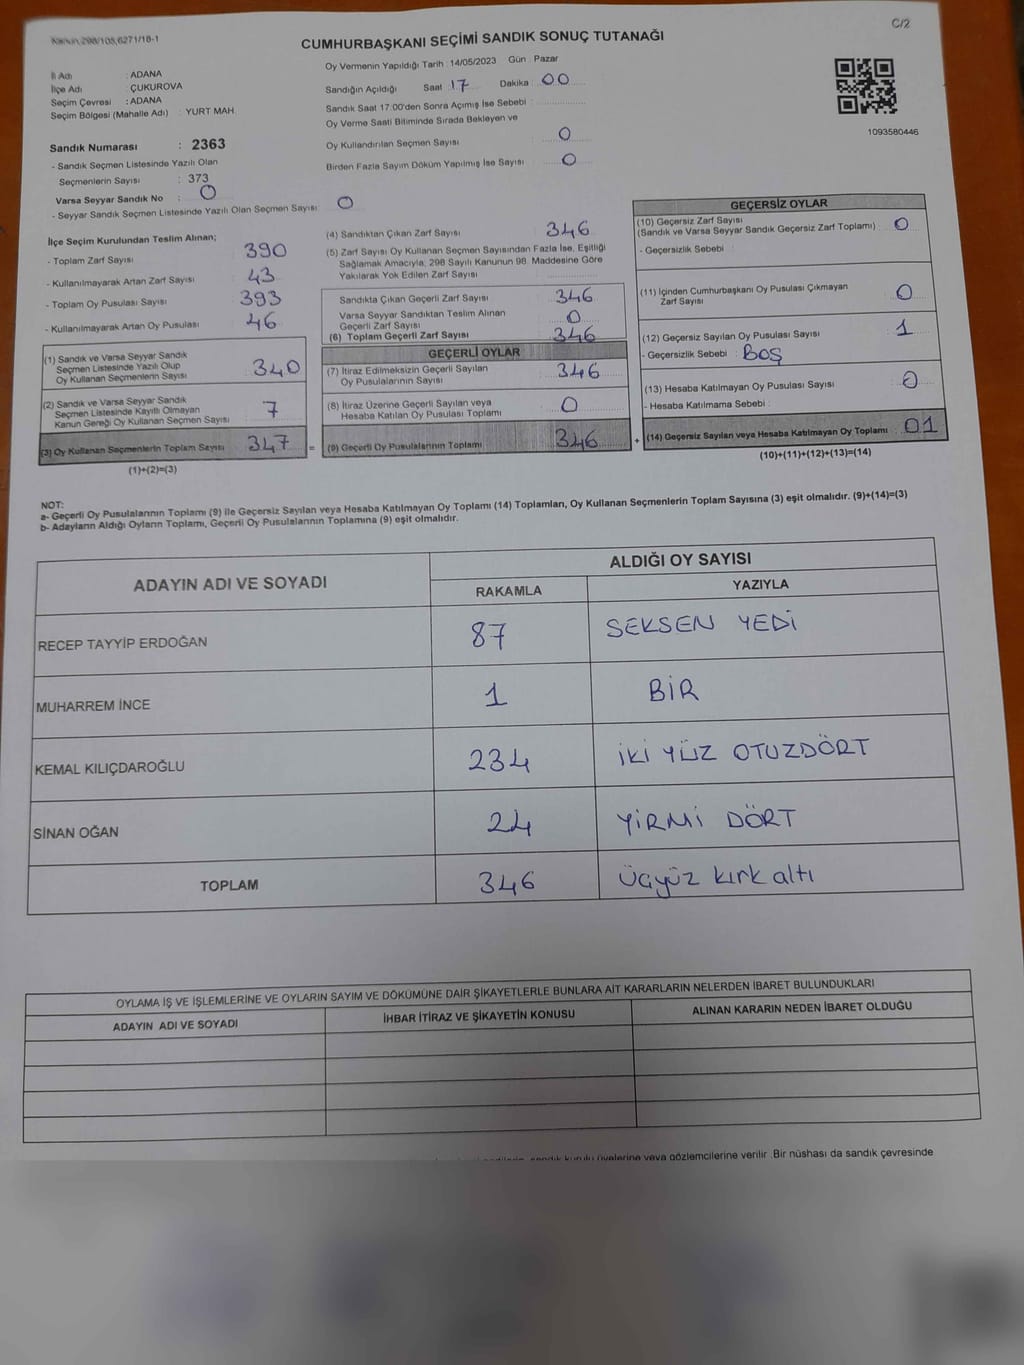 Kanun 298/105,6271/18-1
C/2
CUMHURBAŞKANI SEÇİMİ SANDIK SONUÇ TUTANAĞI
İl Adı : ADANA
İlçe Adı : ÇUKUROVA
Seçim Çevresi : ADANA
Seçim Bölgesi (Mahalle Adı) : YURT MAH.
Sandık Numarası : 2363
- Sandık Seçmen Listesinde Yazılı Olan
Seçmenlerin Sayısı : 373
Varsa Seyyar Sandık No : 0
- Seyyar Sandık Seçmen Listesinde Yazılı Olan Seçmen Sayısı: 0
Oy Vermenin Yapıldığı Tarih : 14/05/2023 Gün : Pazar
Sandığın Açıldığı Saat : 17 Dakika : 00
Sandık Saat 17:00'den Sonra Açılmış İse Sebebi :
Oy Verme Saati Bitiminde Sırada Bekleyen ve
Oy Kullandırılan Seçmen Sayısı : 0
Birden Fazla Sayım Döküm Yapılmış İse Sayısı : 0
1093580446
İlçe Seçim Kurulundan Teslim Alınan;
- Toplam Zarf Sayısı : 390
- Kullanılmayarak Artan Zarf Sayısı : 43
- Toplam Oy Pusulası Sayısı : 393
- Kullanılmayarak Artan Oy Pusulası : 46
(1) Sandık ve Varsa Seyyar Sandık
Seçmen Listesinde Yazılı Olup
Oy Kullanan Seçmenlerin Sayısı : 340
(2) Sandık ve Varsa Seyyar Sandık
Seçmen Listesinde Kayıtlı Olmayan
Kanun Gereği Oy Kullanan Seçmen Sayısı : 7
(3) Oy Kullanan Seçmenlerin Toplam Sayısı : 347
(1)+(2)=(3)
=
(4) Sandıktan Çıkan Zarf Sayısı : 346
(5) Zarf Sayısı Oy Kullanan Seçmen Sayısından Fazla İse, Eşitliği
Sağlamak Amacıyla, 298 Sayılı Kanunun 98. Maddesine Göre
Yakılarak Yok Edilen Zarf Sayısı :
Sandıkta Çıkan Geçerli Zarf Sayısı : 346
Varsa Seyyar Sandıktan Teslim Alınan
Geçerli Zarf Sayısı : 0
(6) Toplam Geçerli Zarf Sayısı : 346
GEÇERLİ OYLAR
(7) İtiraz Edilmeksizin Geçerli Sayılan
Oy Pusulalarının Sayısı : 346
(8) İtiraz Üzerine Geçerli Sayılan veya
Hesaba Katılan Oy Pusulası Toplamı : 0
(9) Geçerli Oy Pusulalarının Toplamı : 346
+
GEÇERSİZ OYLAR
(10) Geçersiz Zarf Sayısı
(Sandık ve Varsa Seyyar Sandık Geçersiz Zarf Toplamı) : 0
- Geçersizlik Sebebi :
(11) İçinden Cumhurbaşkanı Oy Pusulası Çıkmayan
Zarf Sayısı : 0
(12) Geçersiz Sayılan Oy Pusulası Sayısı : 1
- Geçersizlik Sebebi : BOŞ
(13) Hesaba Katılmayan Oy Pusulası Sayısı : 0
- Hesaba Katılmama Sebebi :
(14) Geçersiz Sayılan veya Hesaba Katılmayan Oy Toplamı : 01
(10)+(11)+(12)+(13)=(14)
NOT:
a- Geçerli Oy Pusulalarının Toplamı (9) ile Geçersiz Sayılan veya Hesaba Katılmayan Oy Toplamı (14) Toplamları, Oy Kullanan Seçmenlerin Toplam Sayısına (3) eşit olmalıdır. (9)+(14)=(3)
b- Adayların Aldığı Oyların Toplamı, Geçerli Oy Pusulalarının Toplamına (9) eşit olmalıdır.
ADAYIN ADI VE SOYADI
ALDIĞI OY SAYISI
RAKAMLA YAZIYLA
RECEP TAYYİP ERDOĞAN 87 SEKSEN YEDİ
MUHARREM İNCE 1 BİR
KEMAL KILIÇDAROĞLU 234 İKİ YÜZ OTUZDÖRT
SİNAN OĞAN 24 YİRMİ DÖRT
TOPLAM 346 üçyüz kırk altı
OYLAMA İŞ VE İŞLEMLERİNE VE OYLARIN SAYIM VE DÖKÜMÜNE DAİR ŞİKAYETLERLE BUNLARA AİT KARARLARIN NELERDEN İBARET BULUNDUKLARI
ADAYIN ADI VE SOYADI İHBAR İTİRAZ VE ŞİKAYETİN KONUSU ALINAN KARARIN NEDEN İBARET OLDUĞU
sandık kurulu üyelerine veya gözlemcilerine verilir .Bir nüshası da sandık çevresinde